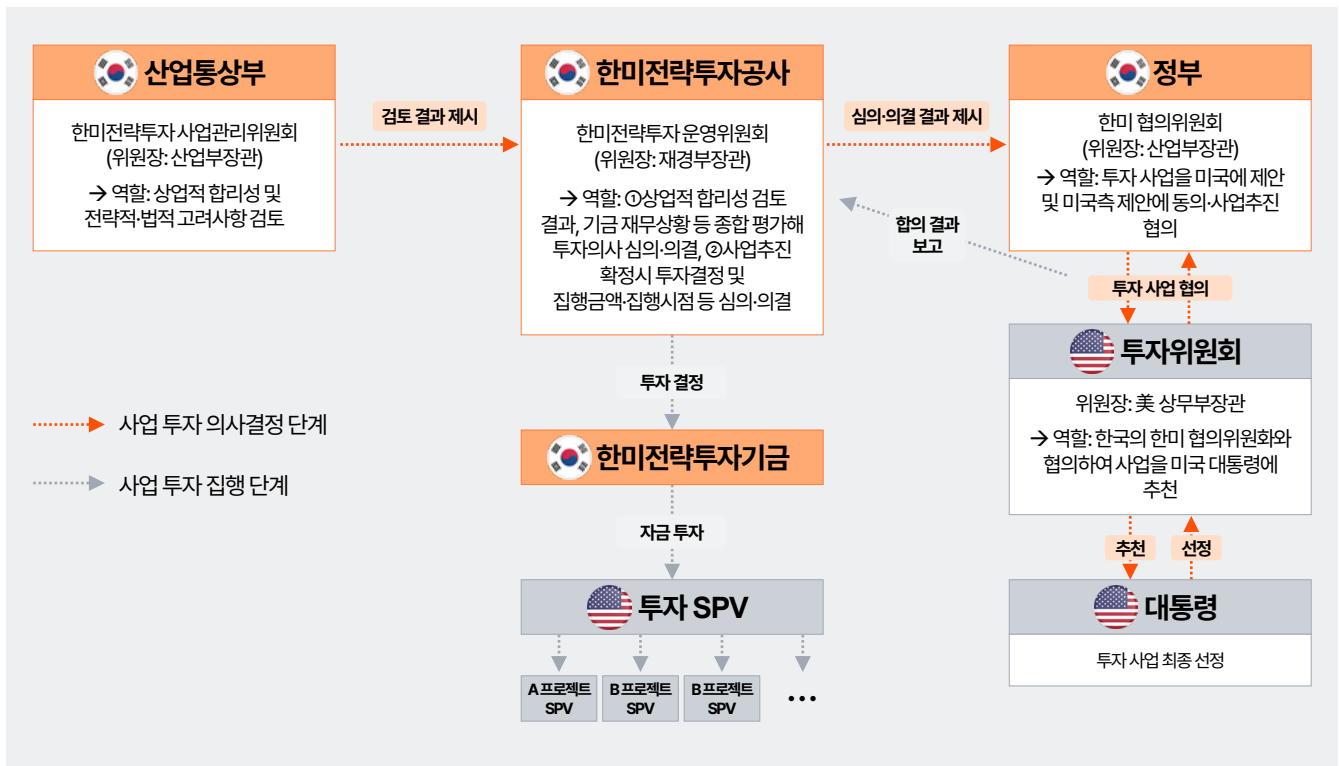 산업통상부
한미전략투자 사업관리위원회
(위원장: 산업부장관)
→ 역할: 상업적 합리성 및
전략적·법적 고려사항 검토
검토 결과 제시
한미전략투자공사
한미전략투자 운영위원회
(위원장: 재경부장관)
→ 역할: ①상업적 합리성 검토
결과, 기금 재무상황 등 종합 평가해
투자의사 심의·의결, ②사업추진
확정시 투자결정 및
집행금액·집행시점 등 심의·의결
심의·의결 결과 제시
정부
한미 협의위원회
(위원장: 산업부장관)
→ 역할: 투자 사업을 미국에 제안
및 미국측 제안에 동의·사업추진
협의
합의 결과
보고
투자 사업 협의
투자위원회
위원장: 美 상무부장관
→ 역할: 한국의 한미 협의위원화와
협의하여 사업을 미국 대통령에
추천
추천
선정
대통령
투자 사업 최종 선정
투자 결정
한미전략투자기금
자금 투자
투자 SPV
A 프로젝트
SPV
B 프로젝트
SPV
B 프로젝트
SPV
•••
사업 투자 의사결정 단계
사업 투자 집행 단계